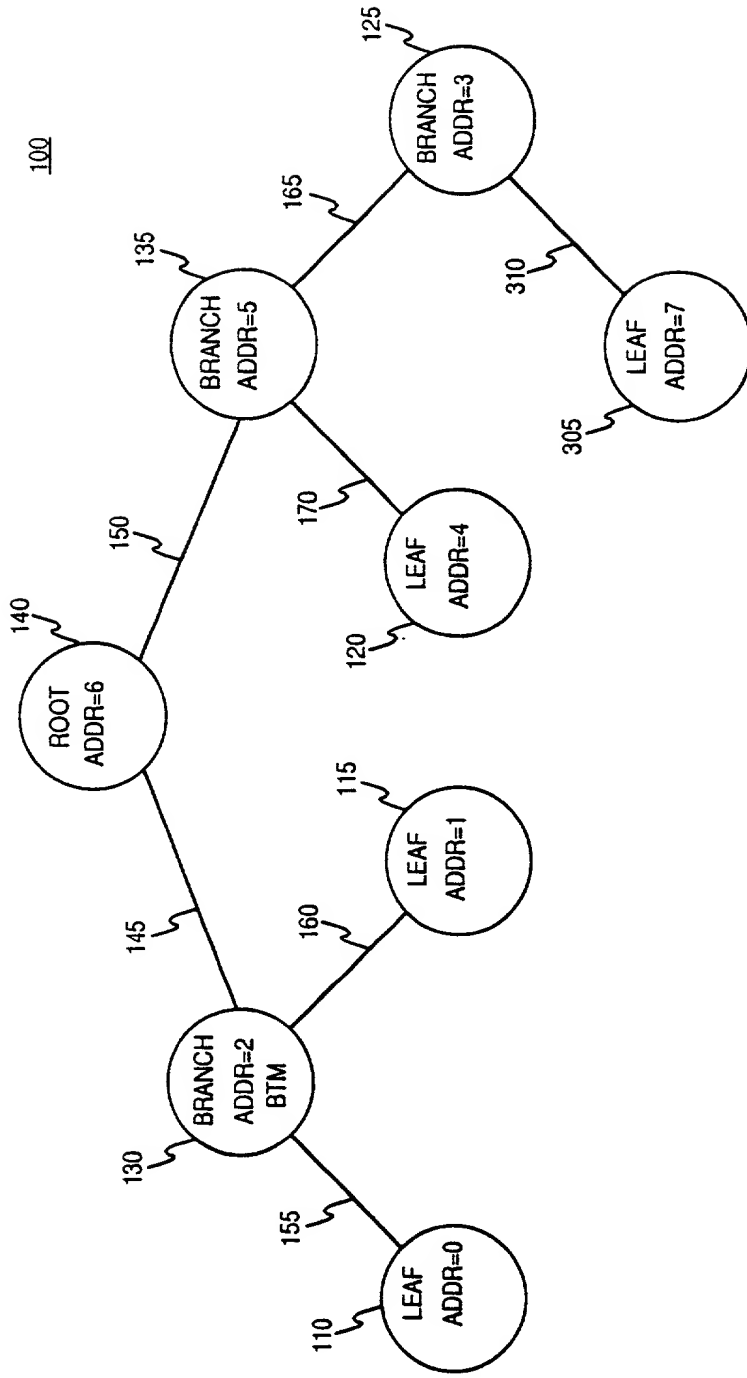 100
140
ROOT
ADDR=6
145
150
130
BRANCH
ADDR=2
BTM
135
BRANCH
ADDR=5
155
160
170
165
110
LEAF
ADDR=0
115
LEAF
ADDR=1
120
LEAF
ADDR=4
125
BRANCH
ADDR=3
310
305
LEAF
ADDR=7